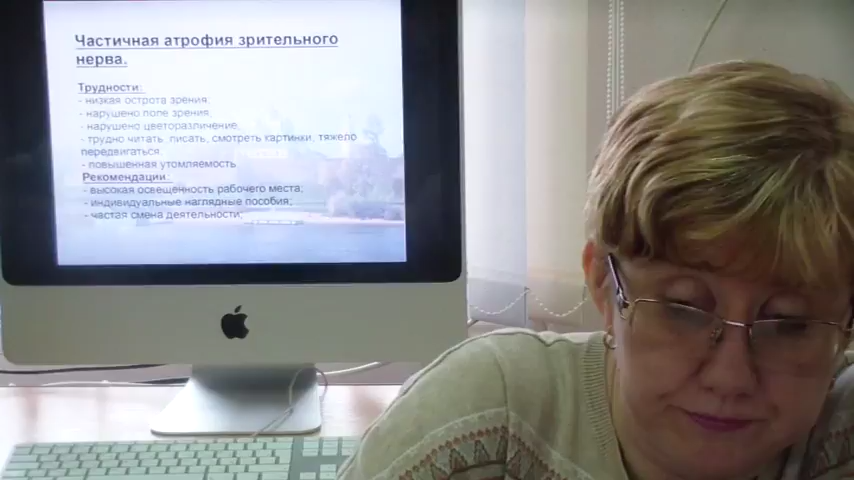 Частичная атрофия зрительного
нерва.
Трудности:
- низкая острота зрения;
- нарушено поле зрения;
- нарушено цветоразличение,
- трудно читать, писать, смотреть картинки, тяжело
передвигаться.
- повышенная утомляемость.
Рекомендации:
- высокая освещённость рабочего места;
- индивидуальные наглядные пособия;
- частая смена деятельности;